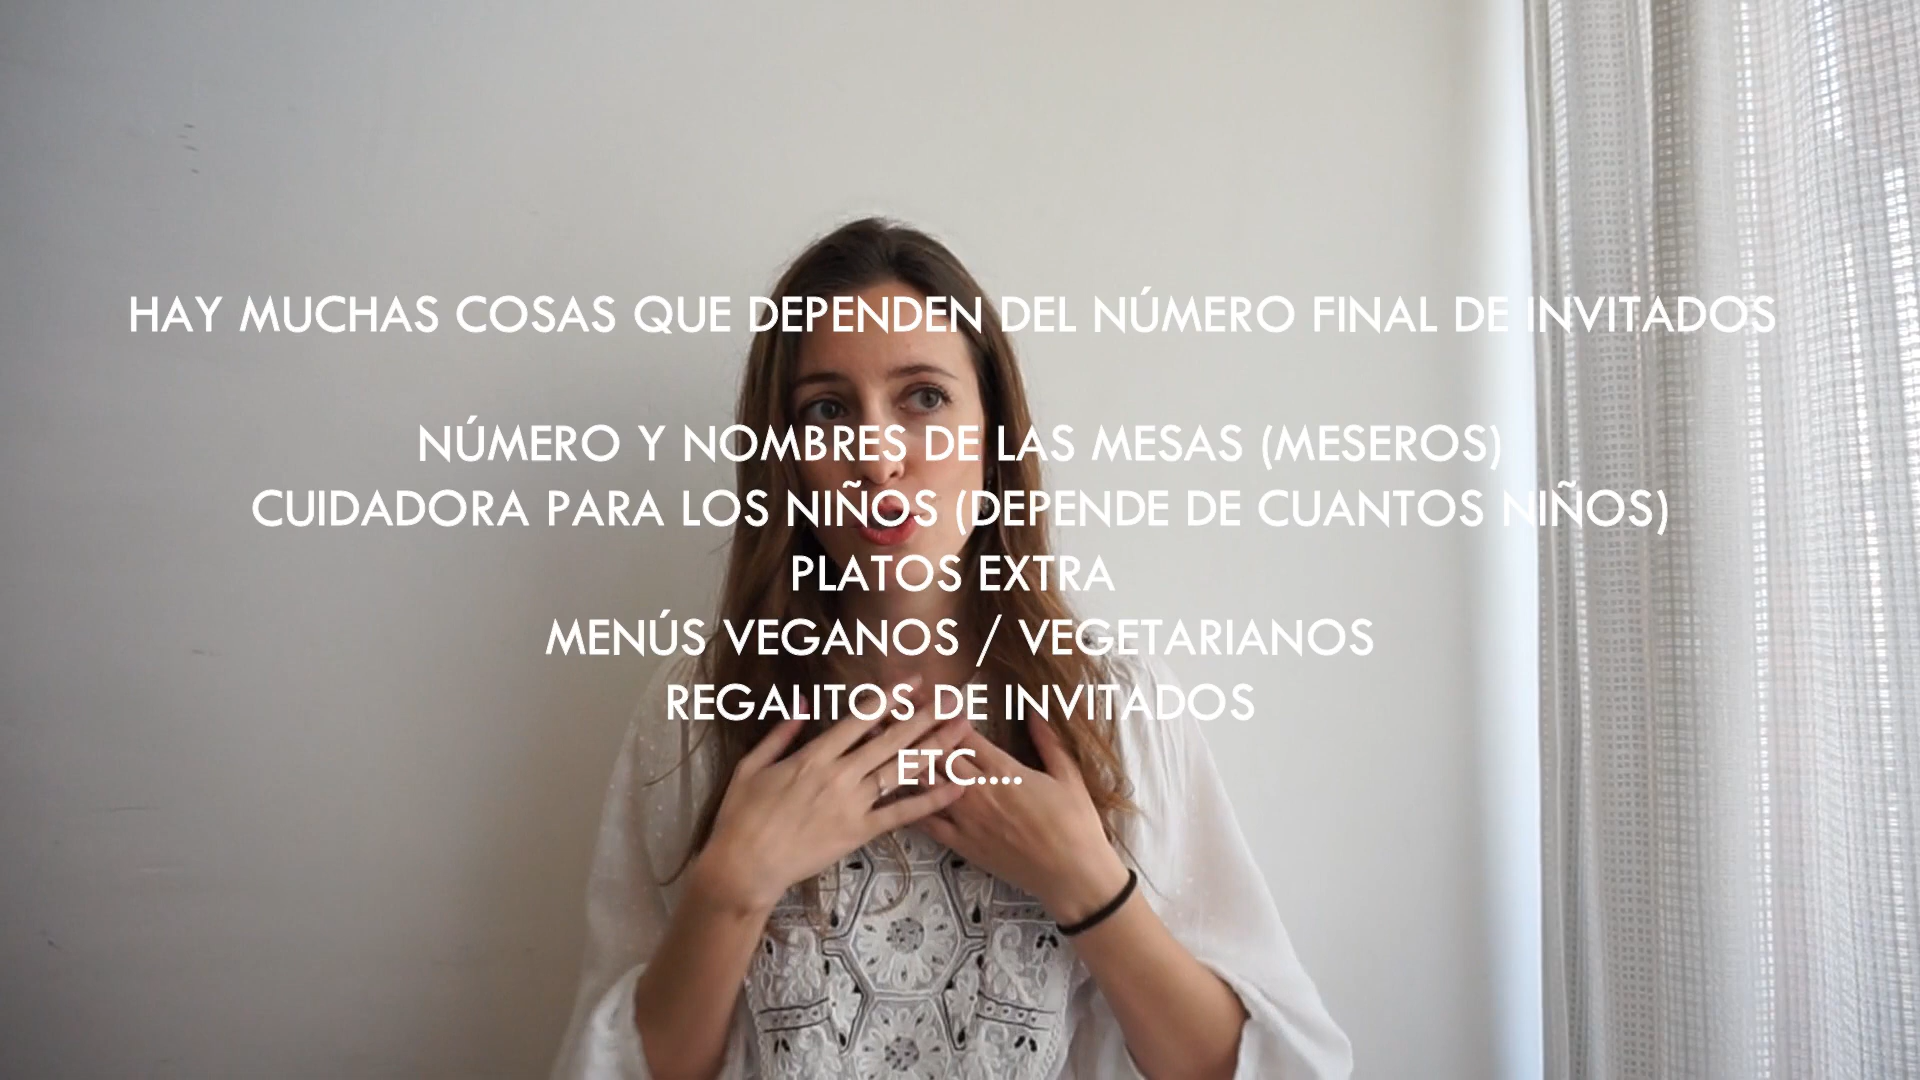 HAY MUCHAS COSAS QUE DEPENDEN DEL NÚMERO FINAL DE INVITADOS
NÚMERO Y NOMBRES DE LAS MESAS (MESEROS)
CUIDADORA PARA LOS NIÑOS (DEPENDE DE CUANTOS NIÑOS)
PLATOS EXTRA
MENÚS VEGANOS / VEGETARIANOS
REGALITOS DE INVITADOS
ETC....